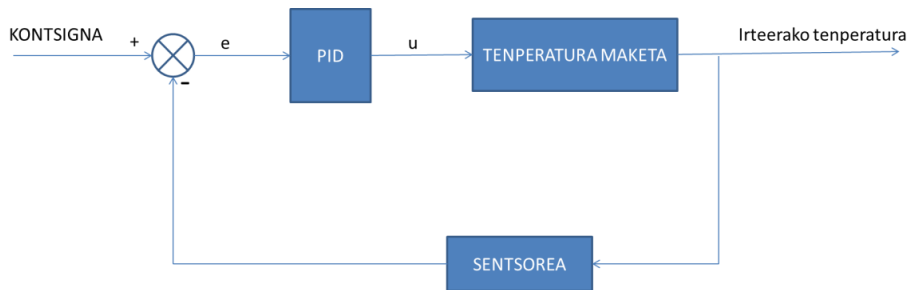 KONTSIGNA
+
-
e
PID
u
TENPERATURA MAKETA
Irteerako tenperatura
SENTSOREA